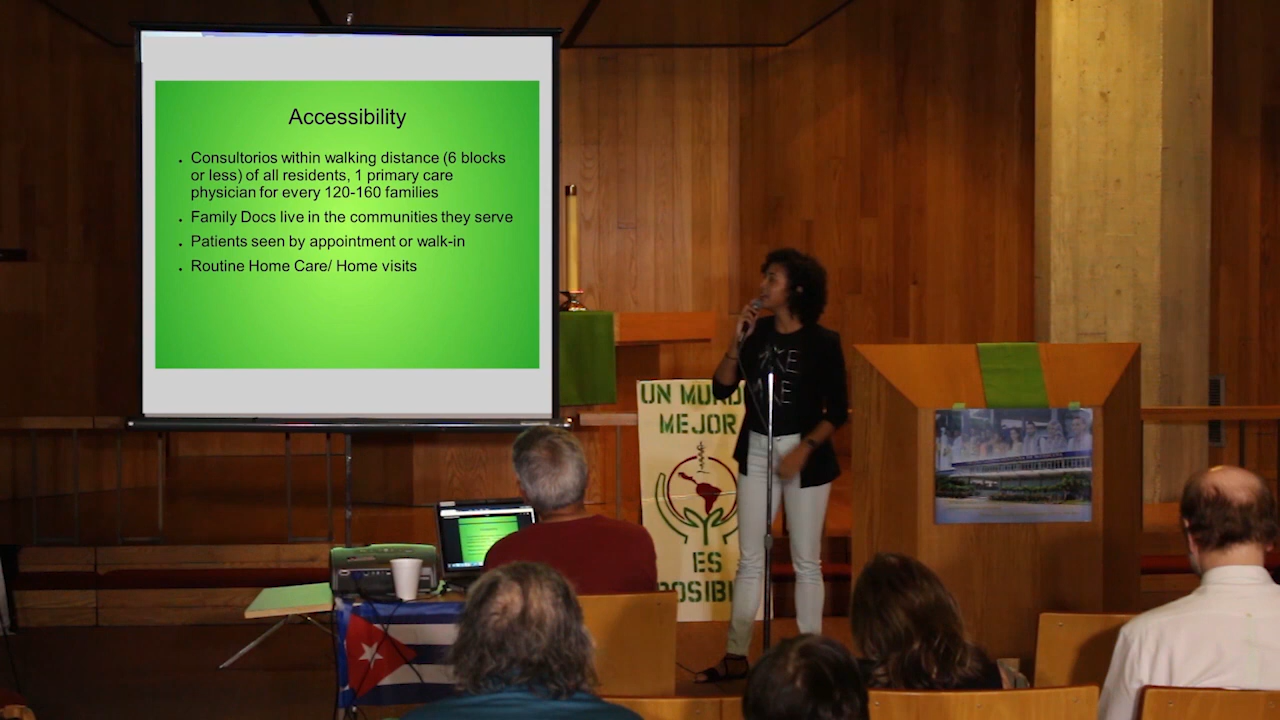 Accessibility
• Consultorios within walking distance (6 blocks
or less) of all residents, 1 primary care
physician for every 120-160 families
• Family Docs live in the communities they serve
• Patients seen by appointment or walk-in
• Routine Home Care/ Home visits
UN MUNDO
MEJOR
ES
POSIBL